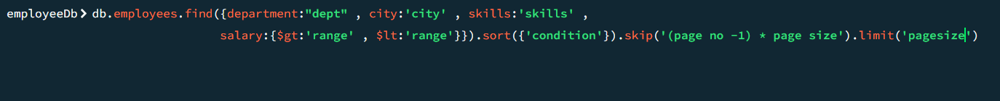 employeeDb> db.employees.find({department:"dept" , city:'city' , skills:'skills' ,
salary:{$gt:'range' , $lt:'range'}}).sort({'condition'}).skip('(page no -1) * page size').limit('pagesize')